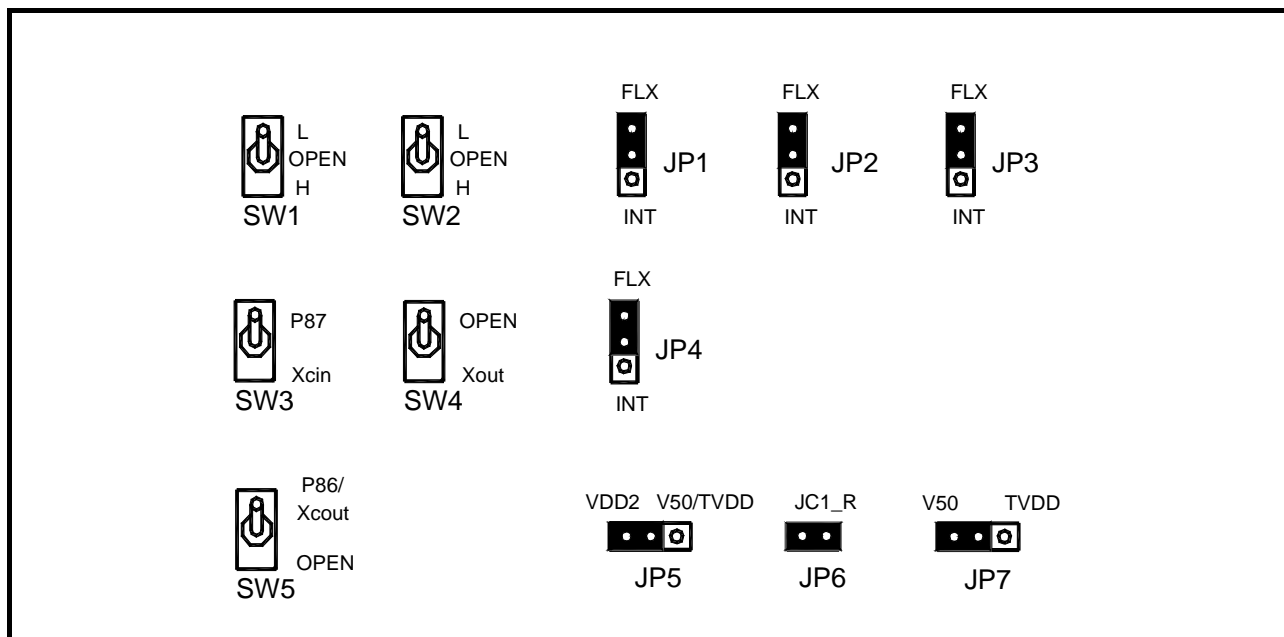 FLX FLX FLX
L L
OPEN OPEN
JP1 JP2 JP3
H H
SW1 SW2
INT INT INT
FLX
P87 OPEN
JP4
Xcin Xout
SW3 SW4
INT
P86/
Xcout
VDD2 V50/TVDD JC1_R V50 TVDD
OPEN
SW5
JP5 JP6 JP7